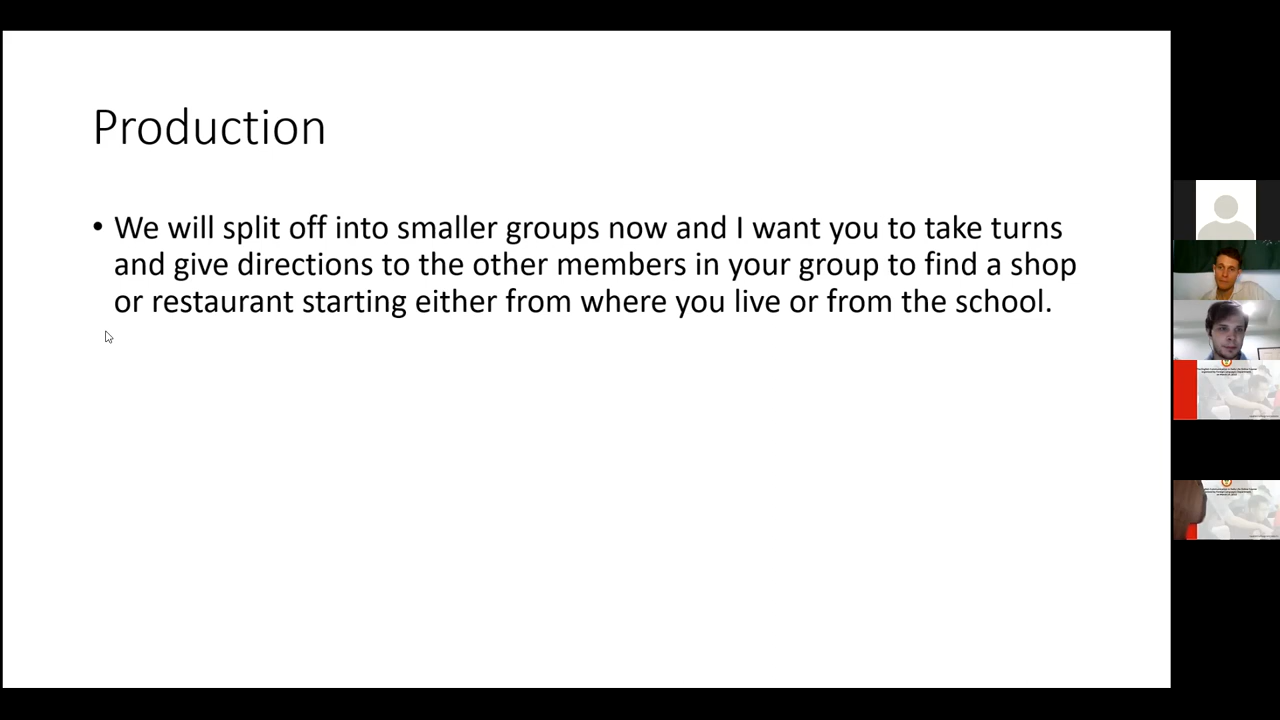 Production
• We will split off into smaller groups now and I want you to take turns
and give directions to the other members in your group to find a shop
or restaurant starting either from where you live or from the school.